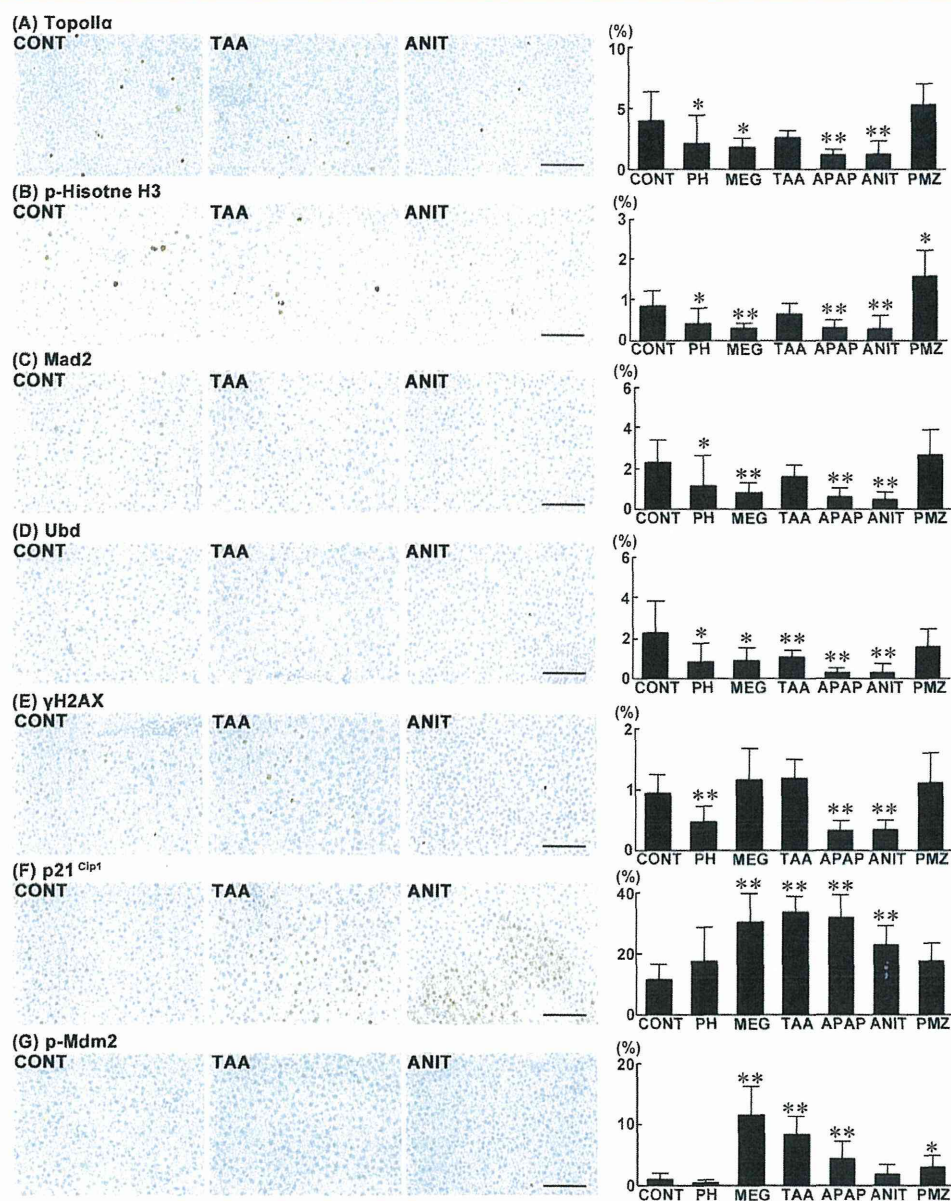 (A) TopoIIα
CONT TAA ANIT
(%)
10
5
0
CONT PH MEG TAA APAP ANIT PMZ
* * ** **
(B) p-Hisotne H3
CONT TAA ANIT
(%)
3
2
1
0
CONT PH MEG TAA APAP ANIT PMZ
* ** ** ** *
(C) Mad2
CONT TAA ANIT
(%)
6
4
2
0
CONT PH MEG TAA APAP ANIT PMZ
* ** ** **
(D) Ubd
CONT TAA ANIT
(%)
6
4
2
0
CONT PH MEG TAA APAP ANIT PMZ
* * ** ** **
(E) γH2AX
CONT TAA ANIT
(%)
2
1
0
CONT PH MEG TAA APAP ANIT PMZ
** ** **
(F) p21 Cip1
CONT TAA ANIT
(%)
40
20
0
CONT PH MEG TAA APAP ANIT PMZ
** ** ** **
(G) p-Mdm2
CONT TAA ANIT
(%)
20
10
0
CONT PH MEG TAA APAP ANIT PMZ
** ** ** *